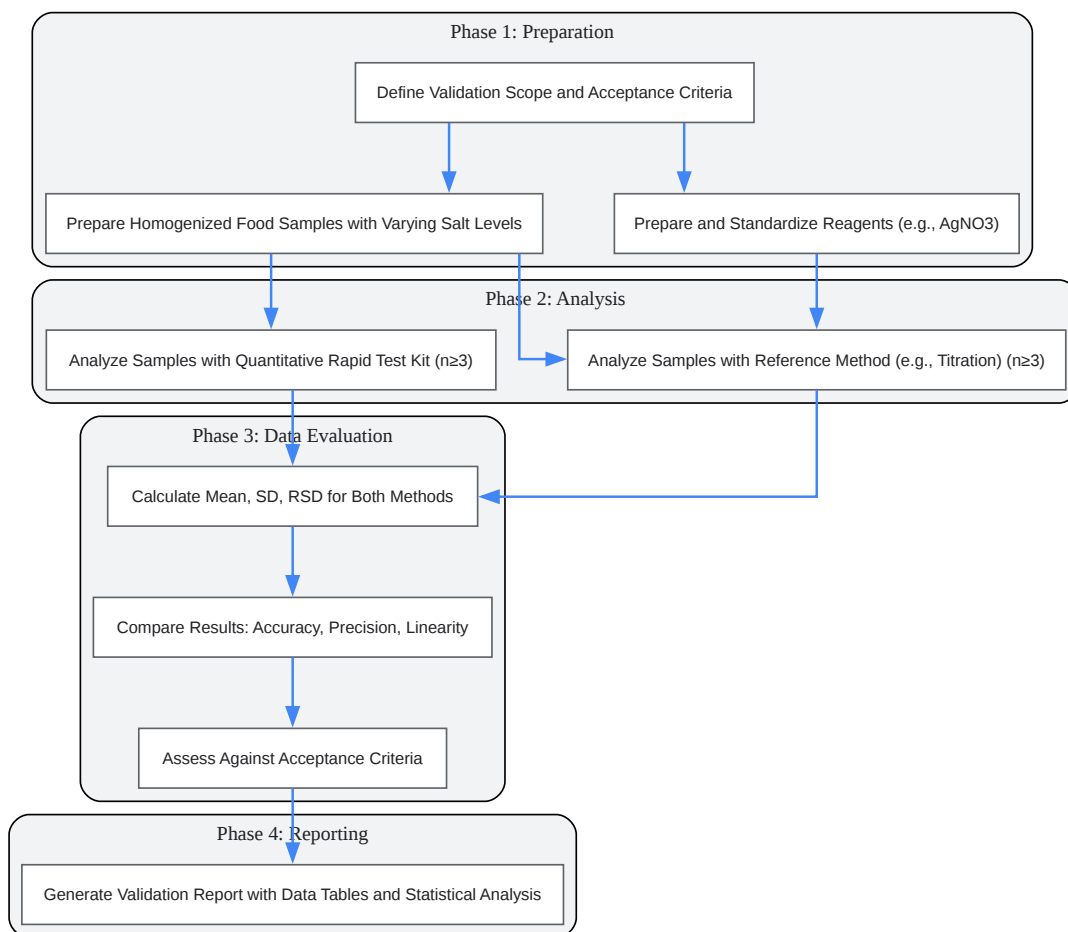 Phase 1: Preparation
Define Validation Scope and Acceptance Criteria
Prepare Homogenized Food Samples with Varying Salt Levels
Prepare and Standardize Reagents (e.g., AgNO3)
Phase 2: Analysis
Analyze Samples with Quantitative Rapid Test Kit (n≥3)
Analyze Samples with Reference Method (e.g., Titration) (n≥3)
Phase 3: Data Evaluation
Calculate Mean, SD, RSD for Both Methods
Compare Results: Accuracy, Precision, Linearity
Assess Against Acceptance Criteria
Phase 4: Reporting
Generate Validation Report with Data Tables and Statistical Analysis